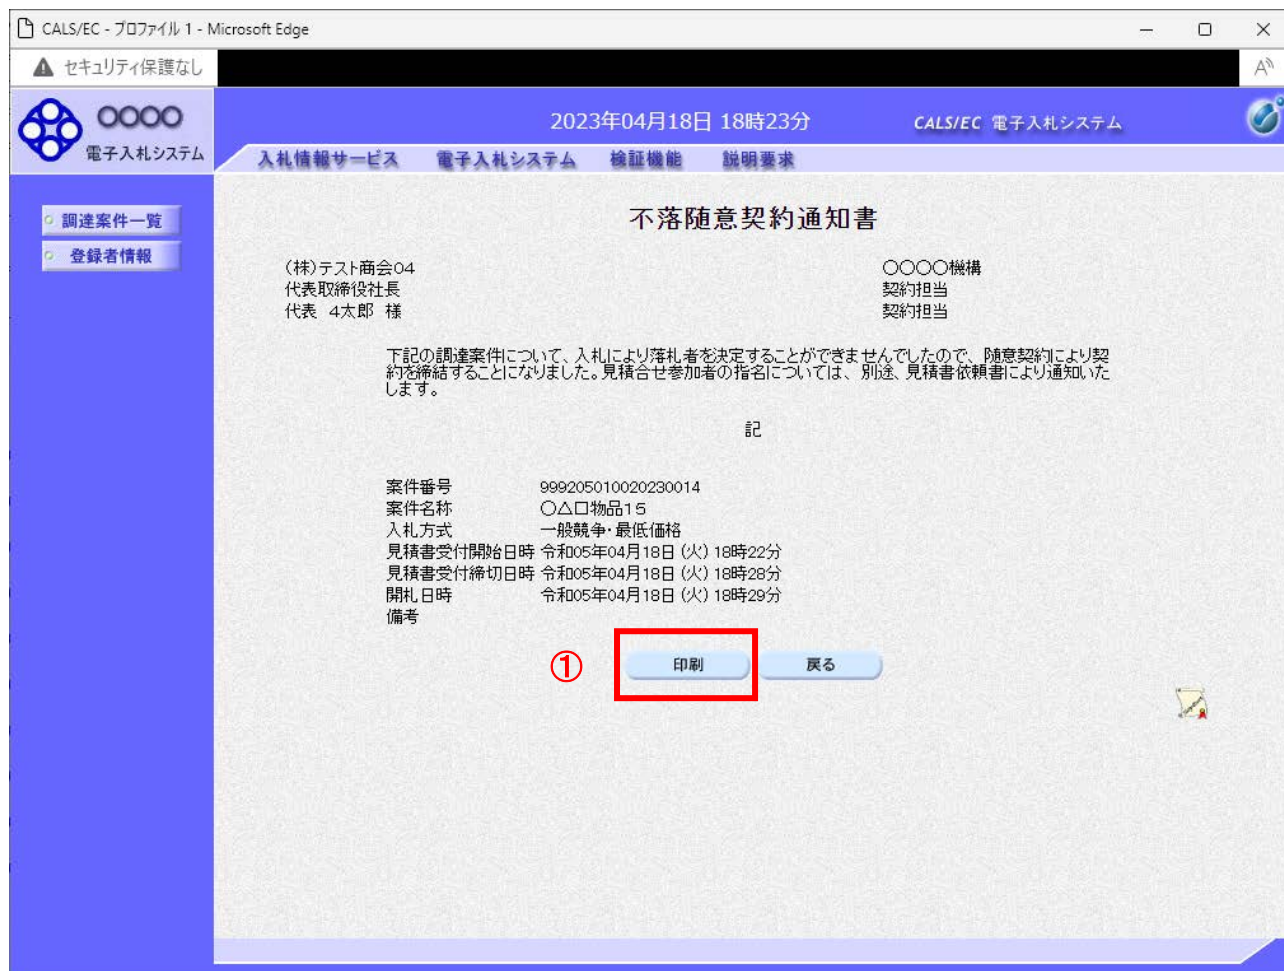 CALS/EC - プロファイル 1 - Microsoft Edge
セキュリティ保護なし
〇〇〇〇
電子入札システム
2023年04月18日 18時23分
CALS/EC 電子入札システム
入札情報サービス 電子入札システム 検証機能 説明要求
調達案件一覧
登録者情報
不落随意契約通知書
(株)テスト商会04
代表取締役社長
代表 4太郎 様
〇〇〇〇機構
契約担当
契約担当
下記の調達案件について、入札により落札者を決定することができませんでしたので、随意契約により契
約を締結することになりました。見積合せ参加者の指名については、別途、見積書依頼書により通知いた
します。
記
案件番号 999205010020230014
案件名称 〇△口物品15
入札方式 一般競争・最低価格
見積書受付開始日時 令和05年04月18日(火) 18時22分
見積書受付締切日時 令和05年04月18日(火) 18時28分
開札日時 令和05年04月18日(火) 18時29分
備考
① 印刷 戻る